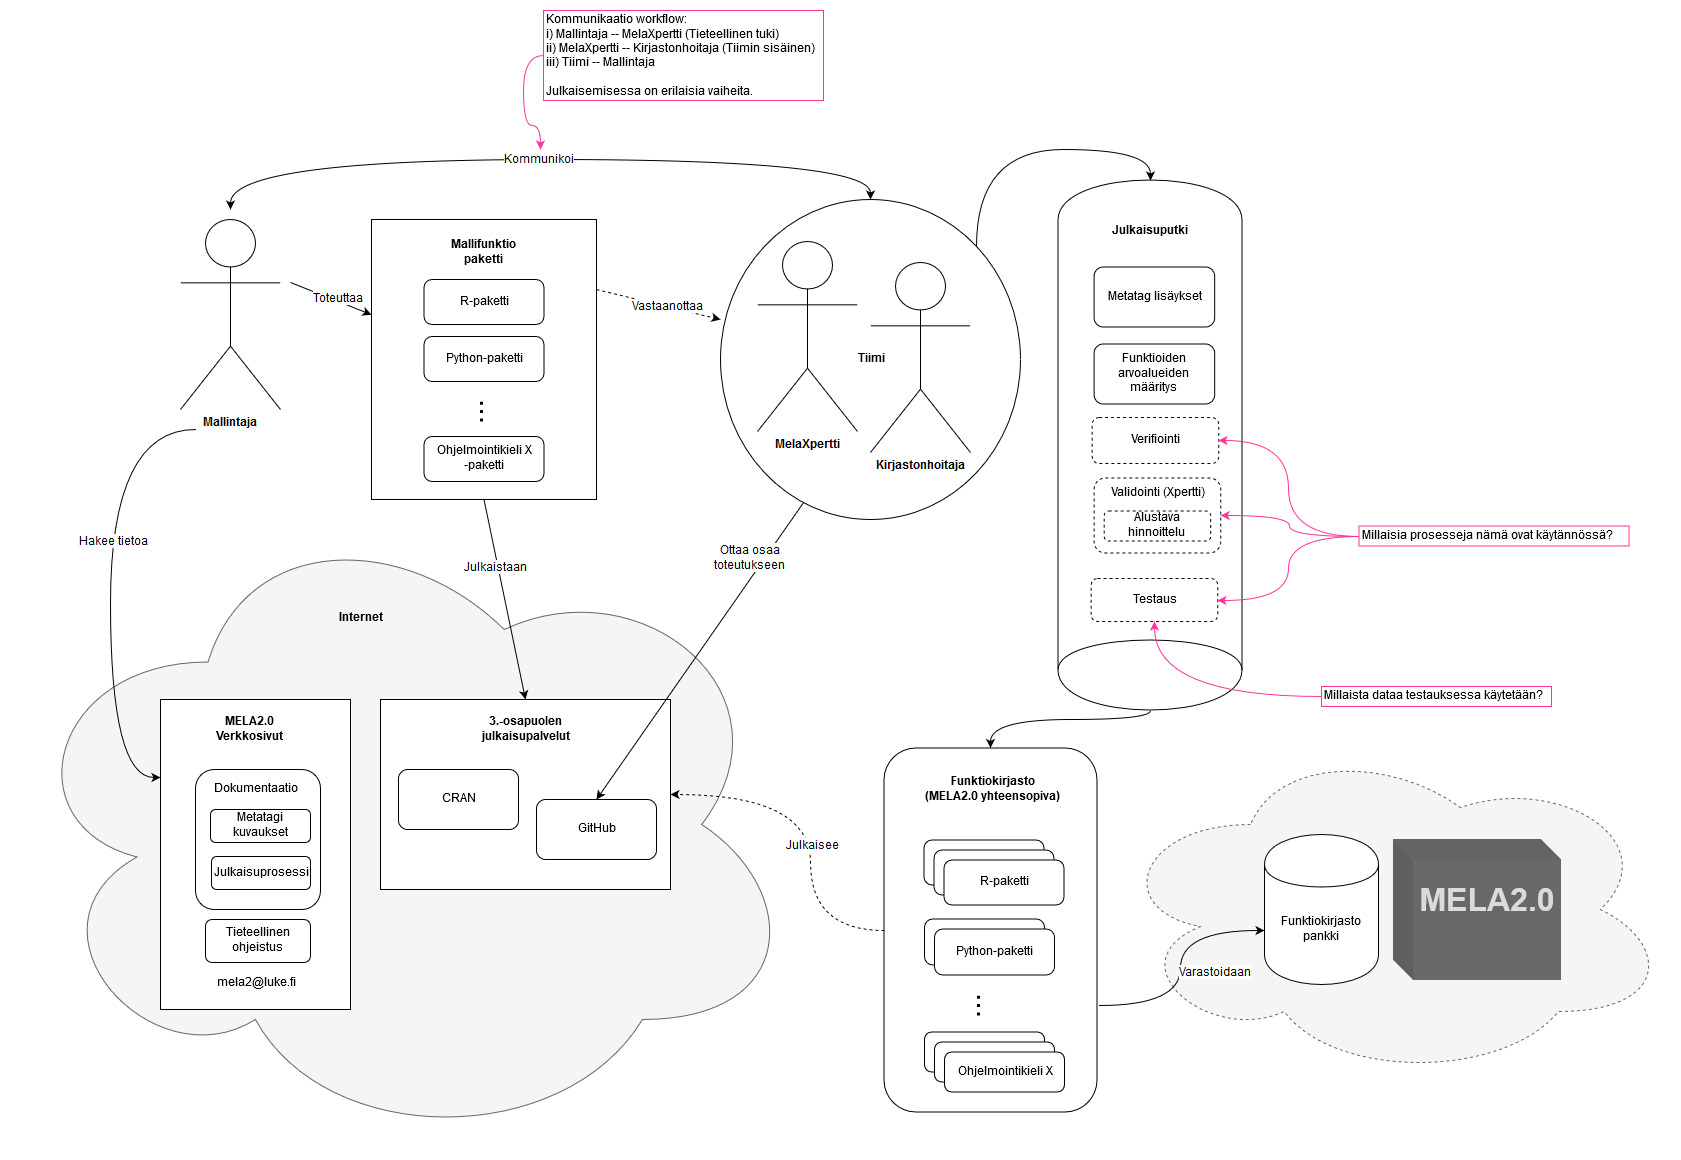 Kommunikaatio workflow:
i) Mallintaja -- MelaXpertti (Tieteellinen tuki)
ii) MelaXpertti -- Kirjastonhoitaja (Tiimin sisäinen)
iii) Tiimi -- Mallintaja
Julkaisemisessa on erilaisia vaiheita.
Kommunikoi
Mallintaja
Toteuttaa
Mallifunktio
paketti
R-paketti
Python-paketti
Ohjelmointikieli X
-paketti
Vastaanottaa
Tiimi
MelaXpertti
Kirjastonhoitaja
Julkaisuputki
Metatag lisäykset
Funktioiden
arvoalueiden
määritys
Verifiointi
Validointi (Xpertti)
Alustava
hinnoittelu
Testaus
Millaisia prosesseja nämä ovat käytännössä?
Millaista dataa testauksessa käytetään?
Hakee tietoa
Julkaistaan
Ottaa osaa
toteutukseen
Internet
MELA2.0
Verkkosivut
Dokumentaatio
Metatagi
kuvaukset
Julkaisuprosessi
Tieteellinen
ohjeistus
mela2@luke.fi
3.-osapuolen
julkaisupalvelut
CRAN
GitHub
Julkaisee
Funktiokirjasto
(MELA2.0 yhteensopiva)
R-paketti
Python-paketti
Ohjelmointikieli X
Varastoidaan
Funktiokirjasto
pankki
MELA2.0